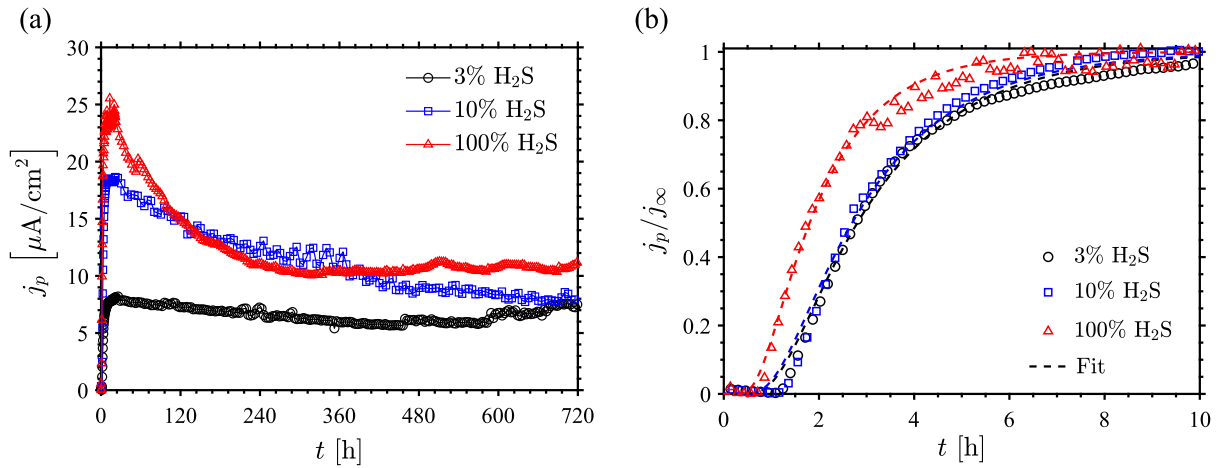 (a)
30
25
20
15
10
5
0
0 120 240 360 480 600 720
j_p [μA/cm²]
t [h]
3% H₂S
10% H₂S
100% H₂S
(b)
1
0.8
0.6
0.4
0.2
0
0 2 4 6 8 10
j_p/j_∞
t [h]
3% H₂S
10% H₂S
100% H₂S
Fit